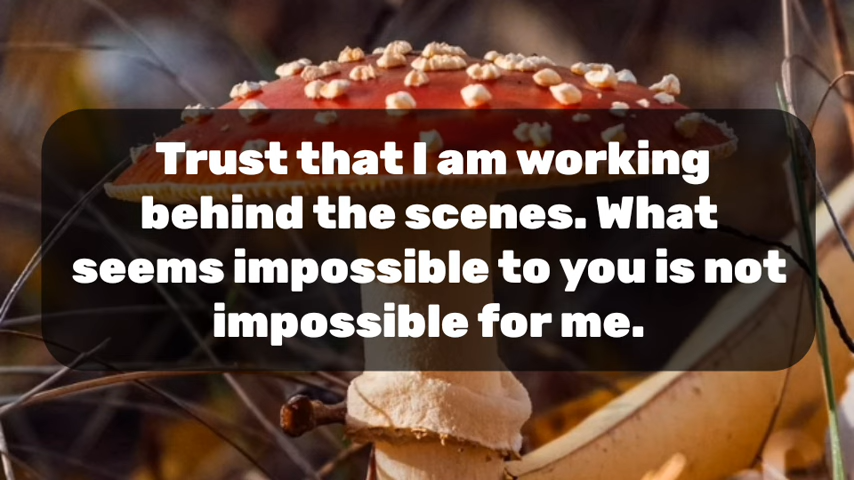 Trust that I am working
behind the scenes. What
seems impossible to you is not
impossible for me.